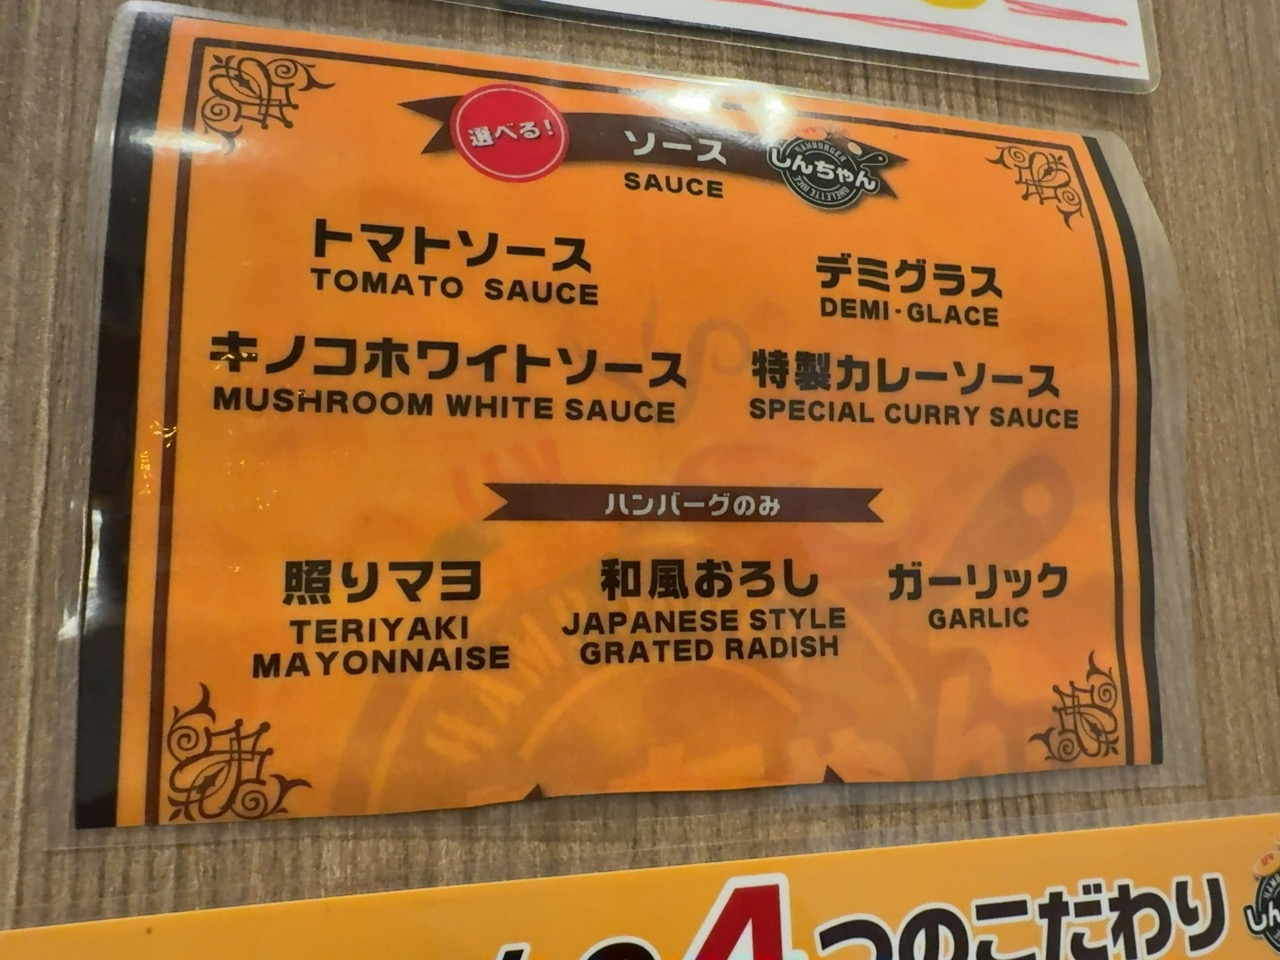 選べる!
ソース
SAUCE
HAMBURGER
しんちゃん
OMELETTE RICE
トマトソース
TOMATO SAUCE
デミグラス
DEMI-GLACE
キノコホワイトソース
MUSHROOM WHITE SAUCE
特製カレーソース
SPECIAL CURRY SAUCE
ハンバーグのみ
照りマヨ
TERIYAKI
MAYONNAISE
和風おろし
JAPANESE STYLE
GRATED RADISH
ガーリック
GARLIC
の4つのこだわり